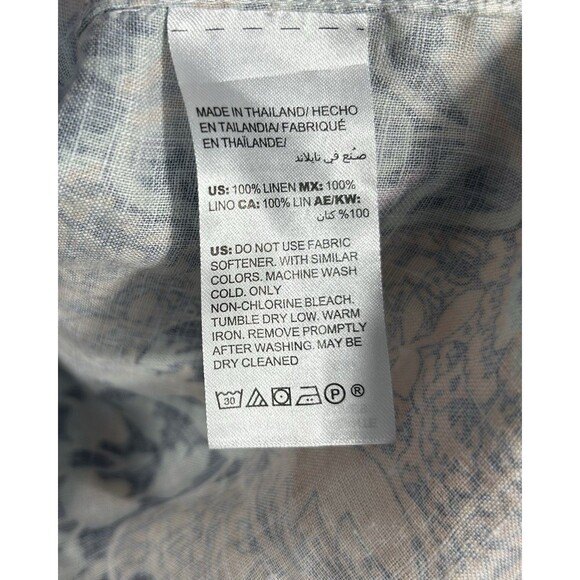 MADE IN THAILAND/ HECHO
EN TAILANDIA/ FABRIQUÉ
EN THAÏLANDE/
صُنع في تايلاند
US: 100% LINEN MX: 100%
LINO CA: 100% LIN AE/KW:
100% كتان
US: DO NOT USE FABRIC
SOFTENER. WITH SIMILAR
COLORS. MACHINE WASH
COLD. ONLY
NON-CHLORINE BLEACH.
TUMBLE DRY LOW. WARM
IRON. REMOVE PROMPTLY
AFTER WASHING. MAY BE
DRY CLEANED
30 P ®